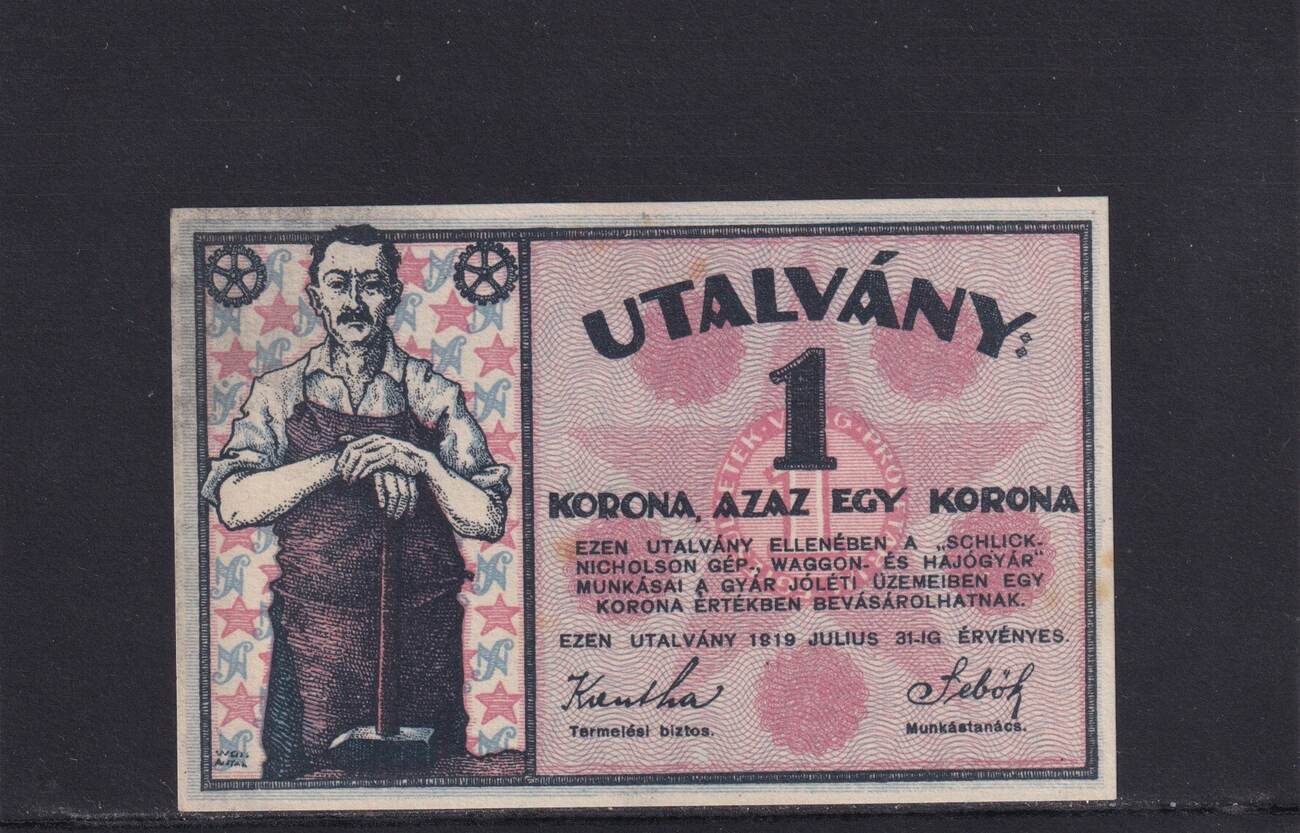 UTALVÁNY:
1
KORONA, AZAZ EGY KORONA
EZEN UTALVÁNY ELLENÉBEN A „SCHLICK-
NICHOLSON GÉP-, WAGGON- ÉS HAJÓGYÁR"
MUNKÁSAI A GYÁR JÓLÉTI ÜZEMEIBEN EGY
KORONA ÉRTÉKBEN BEVÁSÁROLHATNAK.
EZEN UTALVÁNY 1919 JULIUS 31-IG ÉRVÉNYES.
Sebők
Termelési biztos. Munkástanács.